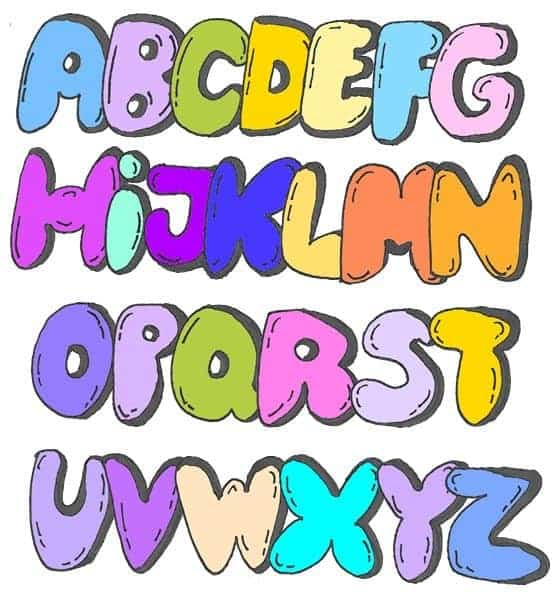 ABCDEFG
HiJKLMN
OPQRST
UVWXYZ